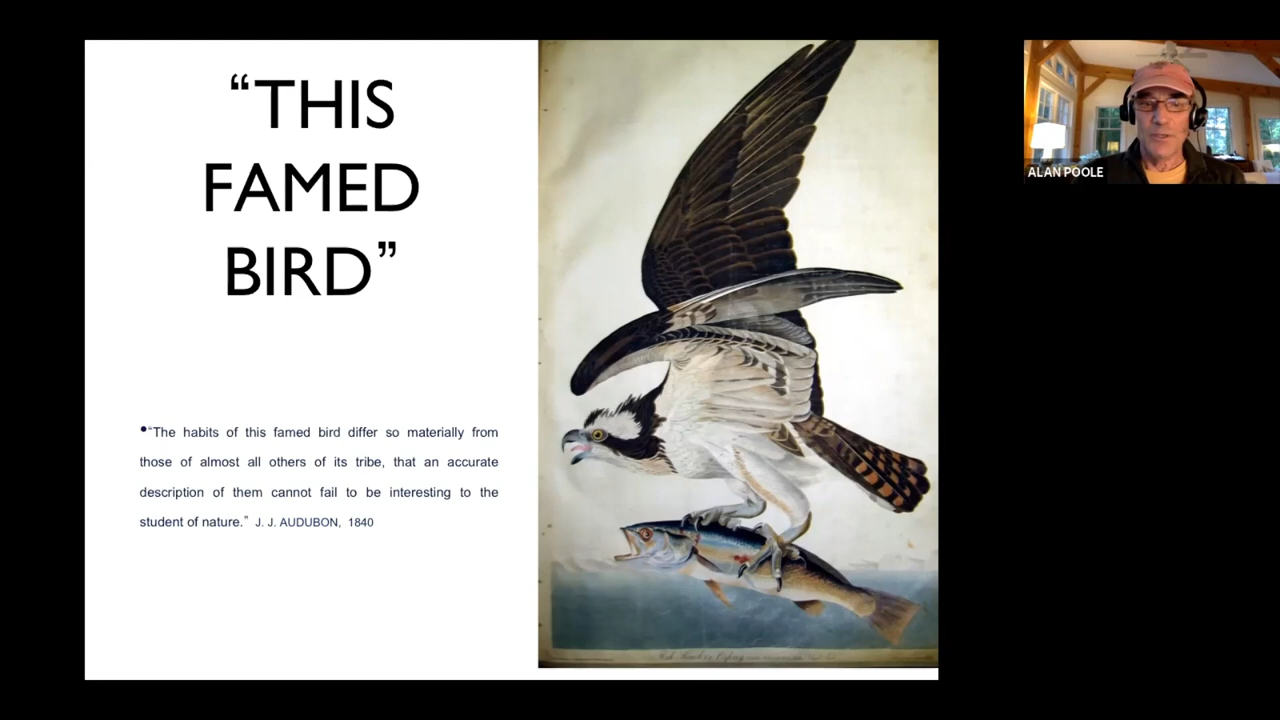 “THIS
FAMED
BIRD”
•“The habits of this famed bird differ so materially from
those of almost all others of its tribe, that an accurate
description of them cannot fail to be interesting to the
student of nature.” J. J. AUDUBON, 1840
ALAN POOLE